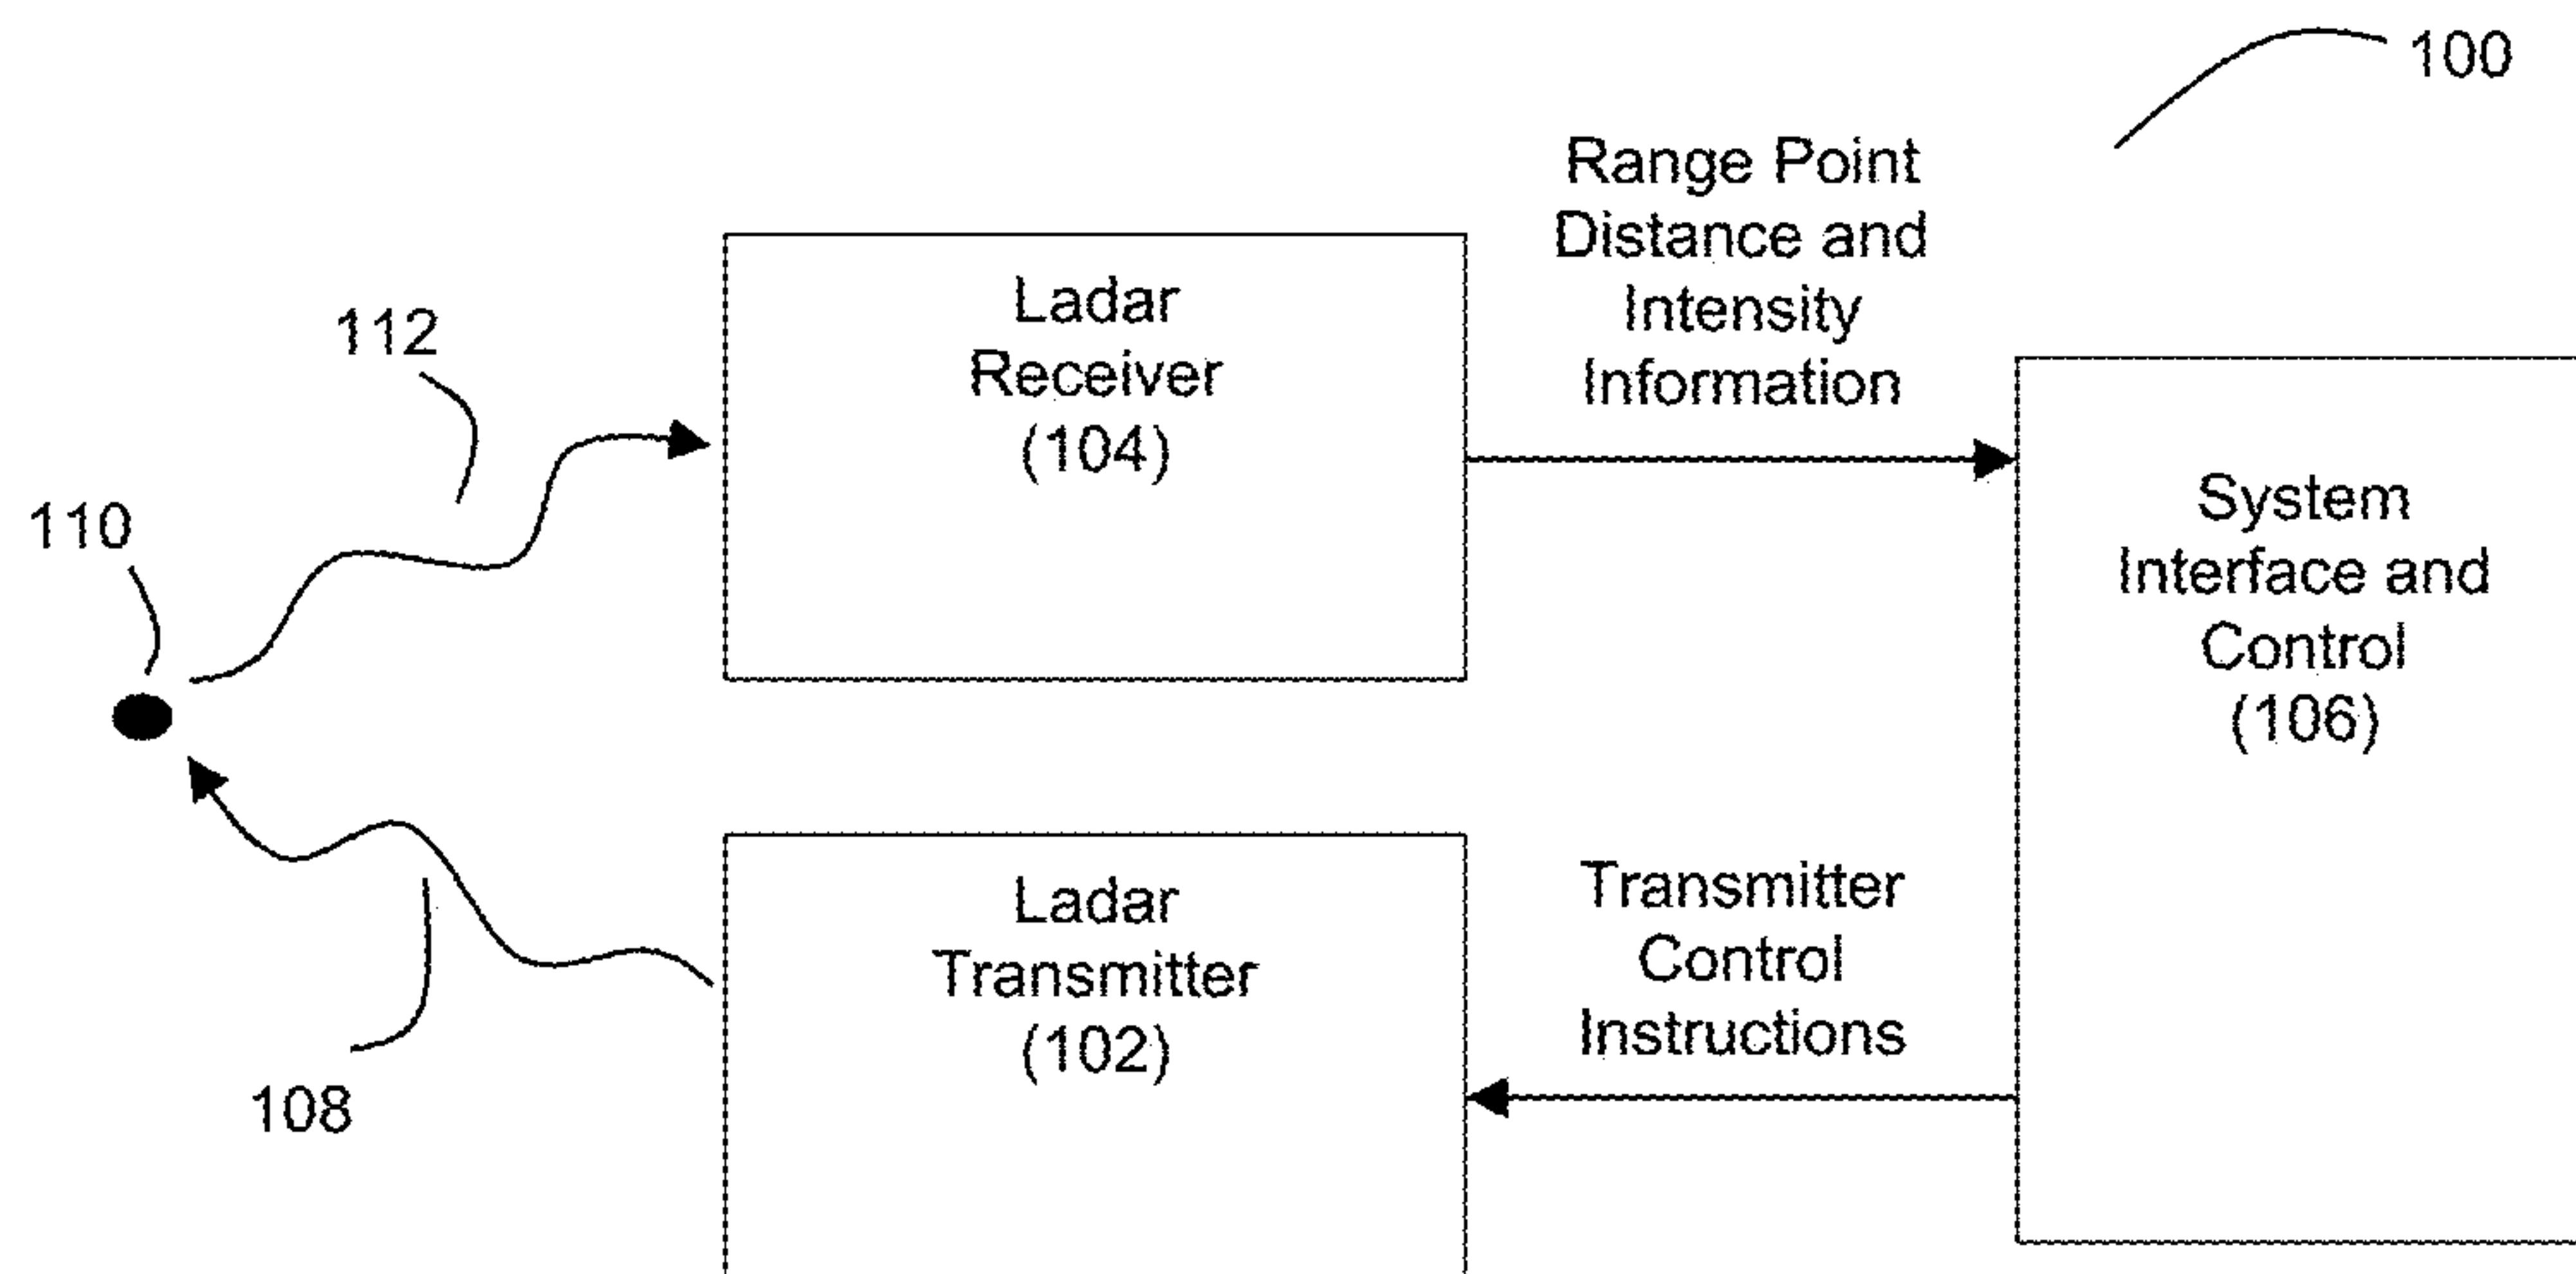 100
Range Point
Distance and
Intensity
Information
Ladar
Receiver
(104)
112
110
System
Interface and
Control
(106)
Ladar
Transmitter
(102)
Transmitter
Control
Instructions
108